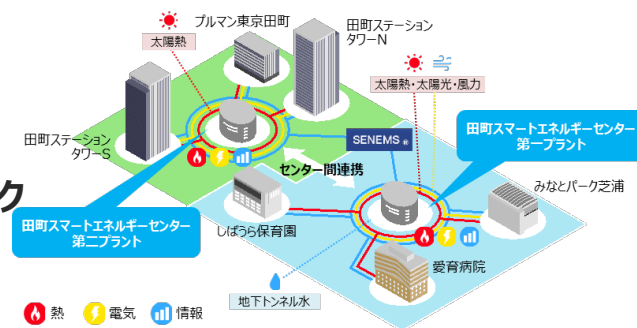 プルマン東京田町
太陽熱
田町ステーション
タワーN
太陽熱・太陽光・風力
田町ステーション
タワーS
SENEMS
田町スマートエネルギーセンター
第一プラント
センター間連携
みなとパーク芝浦
ク
田町スマートエネルギーセンター
第二プラント
しばうら保育園
愛育病院
地下トンネル水
熱
電気
情報